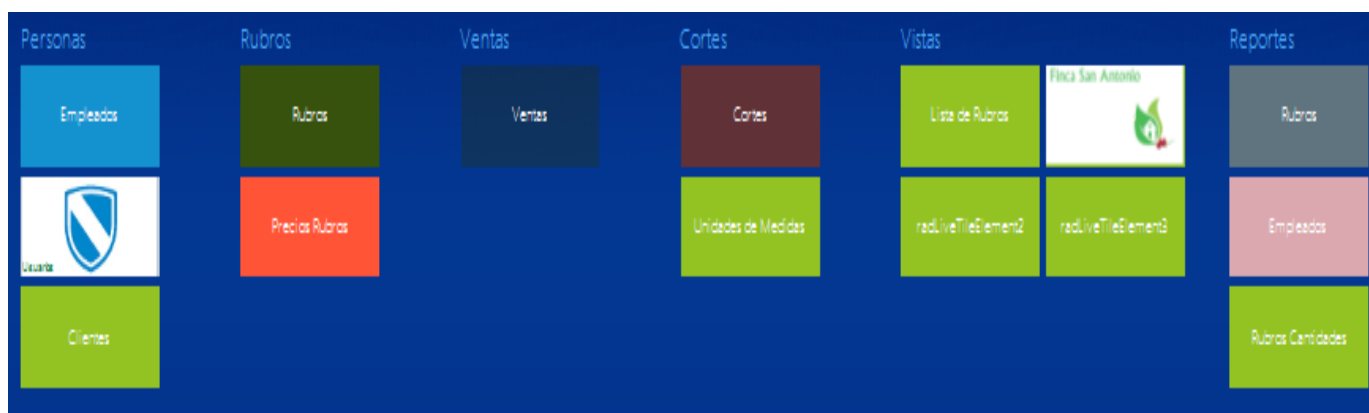 Personas
Empleados
Usuario
Clientes
Rubros
Rubros
Precios Rubros
Ventas
Ventas
Cortes
Cortes
Unidades de Medidas
Vistas
Lista de Rubros
Finca San Antonio
radLiveTileElement2
radLiveTileElement3
Reportes
Rubros
Empleados
Rubros Cantidades